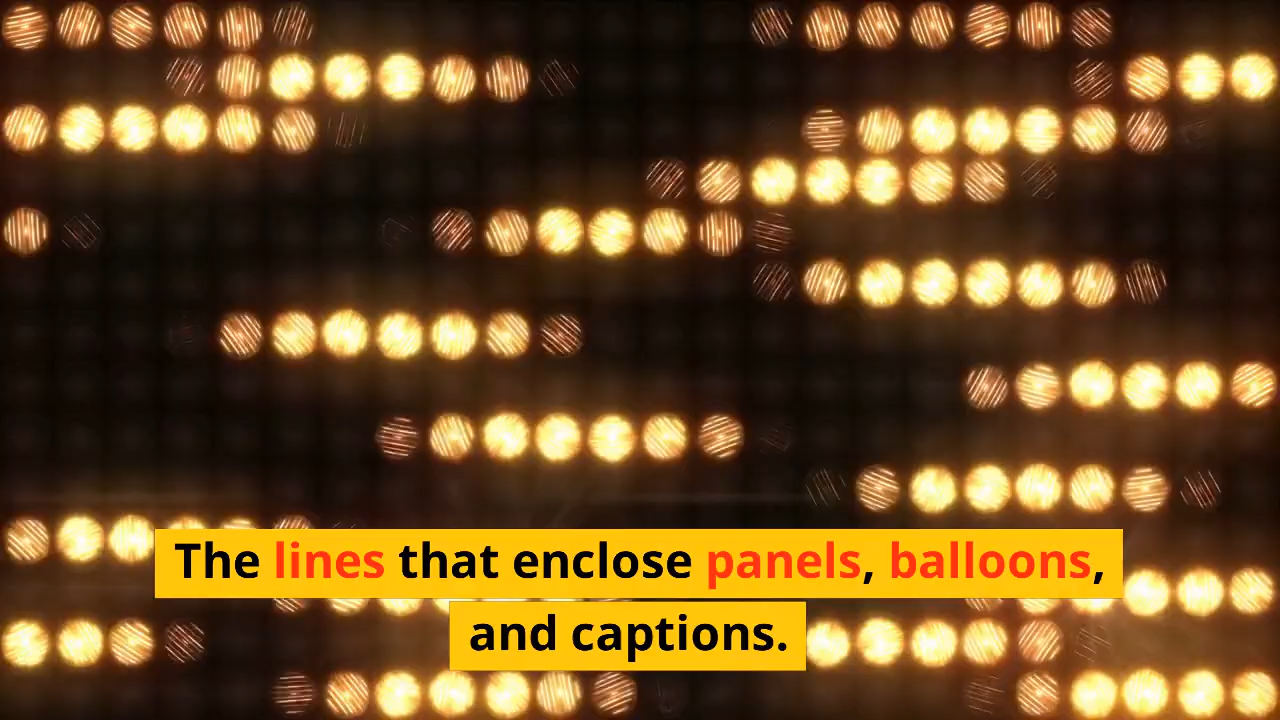 The lines that enclose panels, balloons,
and captions.